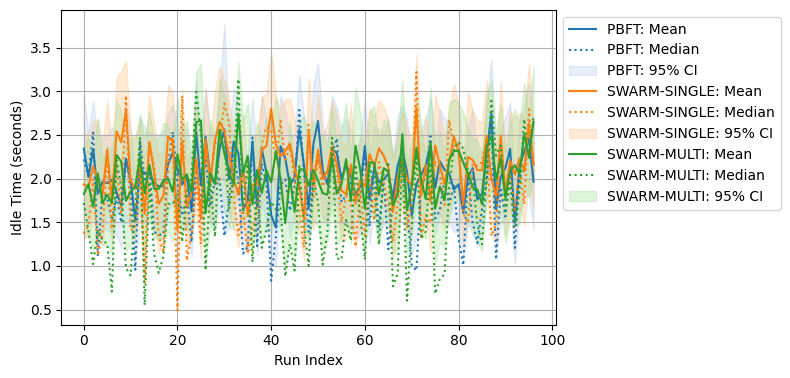 3.5
3.0
2.5
2.0
1.5
1.0
0.5
Idle Time (seconds)
0
20
40
60
80
100
Run Index
PBFT: Mean
PBFT: Median
PBFT: 95% CI
SWARM-SINGLE: Mean
SWARM-SINGLE: Median
SWARM-SINGLE: 95% CI
SWARM-MULTI: Mean
SWARM-MULTI: Median
SWARM-MULTI: 95% CI